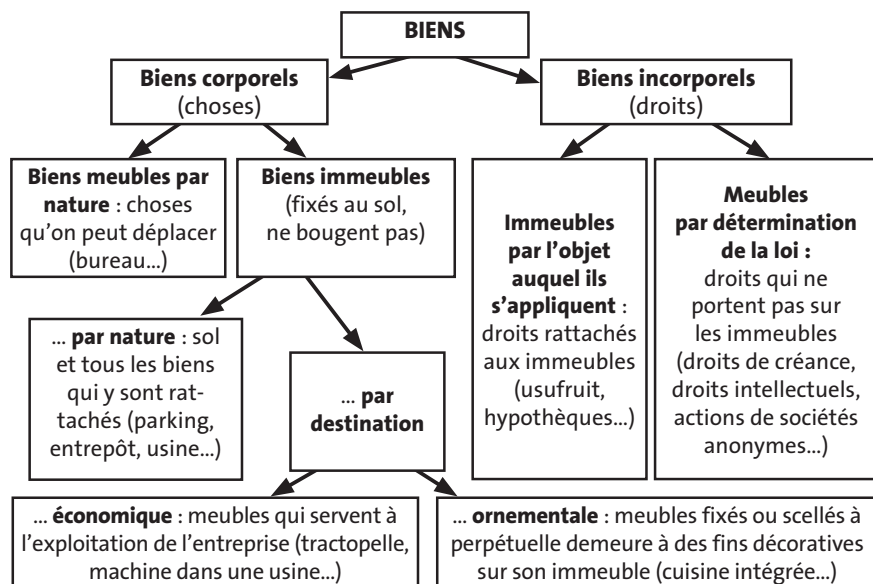 BIENS
Biens corporels
(choses)
Biens incorporels
(droits)
Biens meubles par
nature : choses
qu’on peut déplacer
(bureau…)
Biens immeubles
(fixés au sol,
ne bougent pas)
Immeubles
par l’objet
auquel ils
s’appliquent :
droits rattachés
aux immeubles
(usufruit,
hypothèques…)
Meubles
par détermination
de la loi :
droits qui ne
portent pas sur
les immeubles
(droits de créance,
droits intellectuels,
actions de sociétés
anonymes…)
… par nature : sol
et tous les biens
qui y sont rat-
tachés (parking,
entrepôt, usine…)
… par
destination
… économique : meubles qui servent à
l’exploitation de l’entreprise (tractopelle,
machine dans une usine…)
… ornementale : meubles fixés ou scellés à
perpétuelle demeure à des fins décoratives
sur son immeuble (cuisine intégrée…)